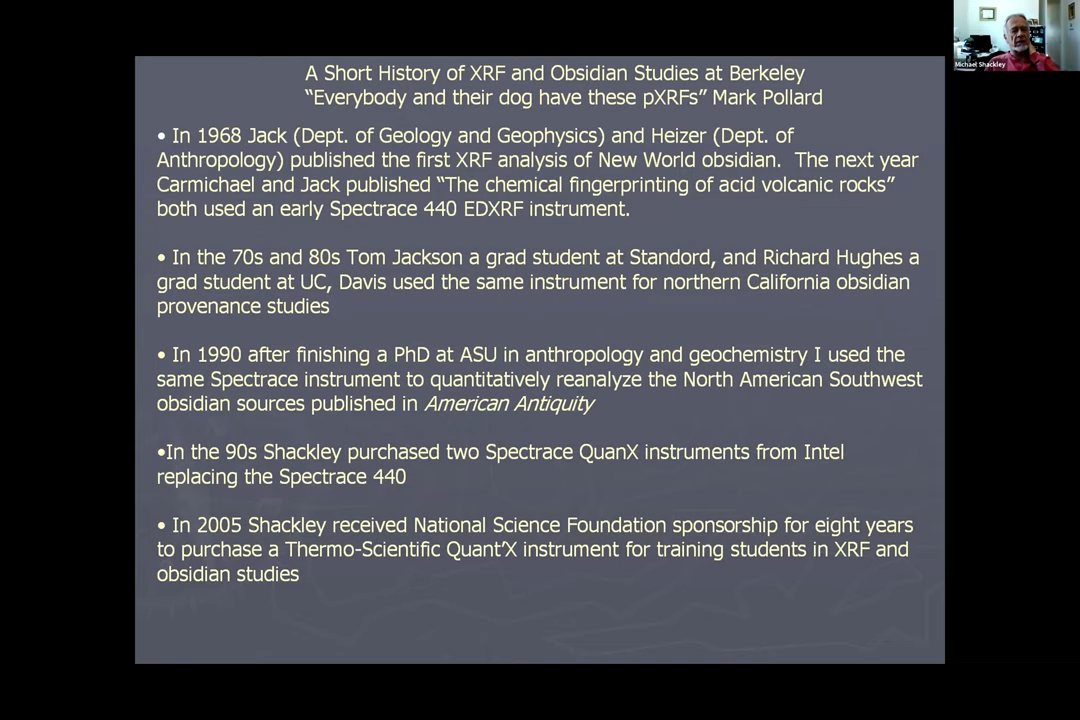 A Short History of XRF and Obsidian Studies at Berkeley
“Everybody and their dog have these pXRFs” Mark Pollard
• In 1968 Jack (Dept. of Geology and Geophysics) and Heizer (Dept. of
Anthropology) published the first XRF analysis of New World obsidian.  The next year
Carmichael and Jack published “The chemical fingerprinting of acid volcanic rocks”
both used an early Spectrace 440 EDXRF instrument.
• In the 70s and 80s Tom Jackson a grad student at Standord, and Richard Hughes a
grad student at UC, Davis used the same instrument for northern California obsidian
provenance studies
• In 1990 after finishing a PhD at ASU in anthropology and geochemistry I used the
same Spectrace instrument to quantitatively reanalyze the North American Southwest
obsidian sources published in American Antiquity
•In the 90s Shackley purchased two Spectrace QuanX instruments from Intel
replacing the Spectrace 440
• In 2005 Shackley received National Science Foundation sponsorship for eight years
to purchase a Thermo-Scientific Quant’X instrument for training students in XRF and
obsidian studies
Michael Shackley